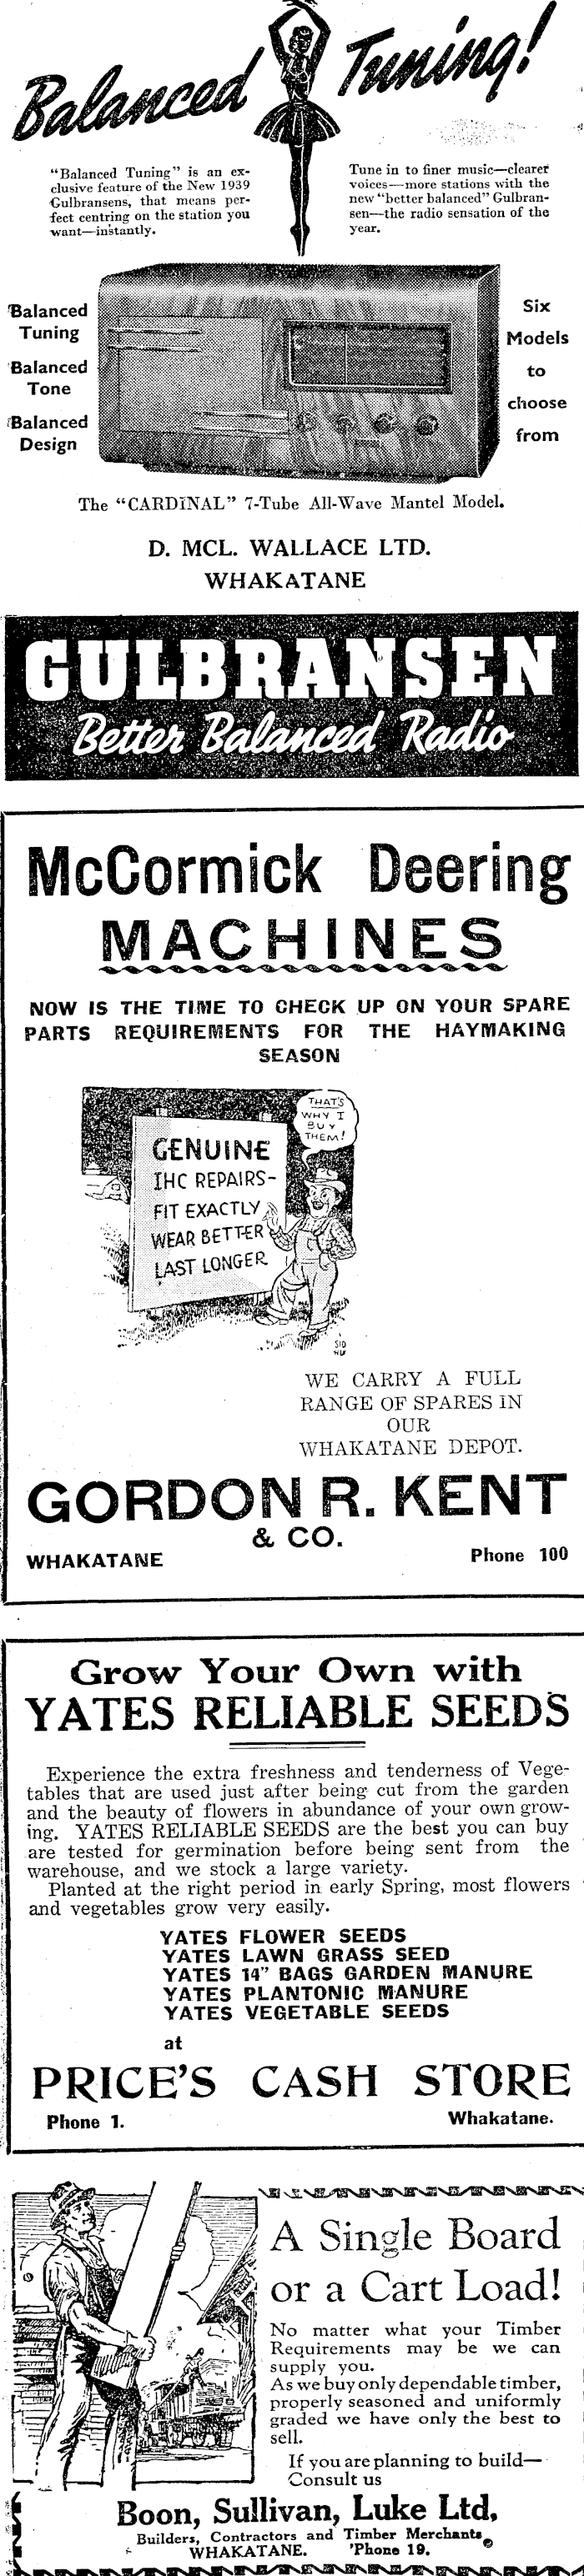 Balanced Tuning!
"Balanced Tuning" is an ex-
clusive feature of the New 1939
Gulbransens, that means per-
fect centring on the station you
want—instantly.
Tune in to finer music—clearer
voices—more stations with the
new "better balanced" Gulbran-
sen—the radio sensation of the
year.
Balanced
Tuning
Balanced
Tone
Balanced
Design
Six
Models
to
choose
from
The "CARDINAL" 7-Tube All-Wave Mantel Model.
D. MCL. WALLACE LTD.
WHAKATANE
GULBRANSEN
Better Balanced Radio
McCormick Deering
MACHINES
NOW IS THE TIME TO CHECK UP ON YOUR SPARE
PARTS REQUIREMENTS FOR THE HAYMAKING
SEASON
THAT'S
WHY I
BUY
THEM!
GENUINE
IHC REPAIRS-
FIT EXACTLY
WEAR BETTER
LAST LONGER
SID
WE CARRY A FULL
RANGE OF SPARES IN
OUR
WHAKATANE DEPOT.
GORDON R. KENT
& CO.
WHAKATANE Phone 100
Grow Your Own with
YATES RELIABLE SEEDS
Experience the extra freshness and tenderness of Vege-
tables that are used just after being cut from the garden
and the beauty of flowers in abundance of your own grow-
ing. YATES RELIABLE SEEDS are the best you can buy
are tested for germination before being sent from the
warehouse, and we stock a large variety.
Planted at the right period in early Spring, most flowers
and vegetables grow very easily.
YATES FLOWER SEEDS
YATES LAWN GRASS SEED
YATES 14" BAGS GARDEN MANURE
YATES PLANTONIC MANURE
YATES VEGETABLE SEEDS
at
PRICE'S CASH STORE
Phone 1. Whakatane.
A Single Board
or a Cart Load!
No matter what your Timber
Requirements may be we can
supply you.
As we buy only dependable timber,
properly seasoned and uniformly
graded we have only the best to
sell.
If you are planning to build—
Consult us
Boon, Sullivan, Luke Ltd,
Builders, Contractors and Timber Merchants,
WHAKATANE. 'Phone 19.